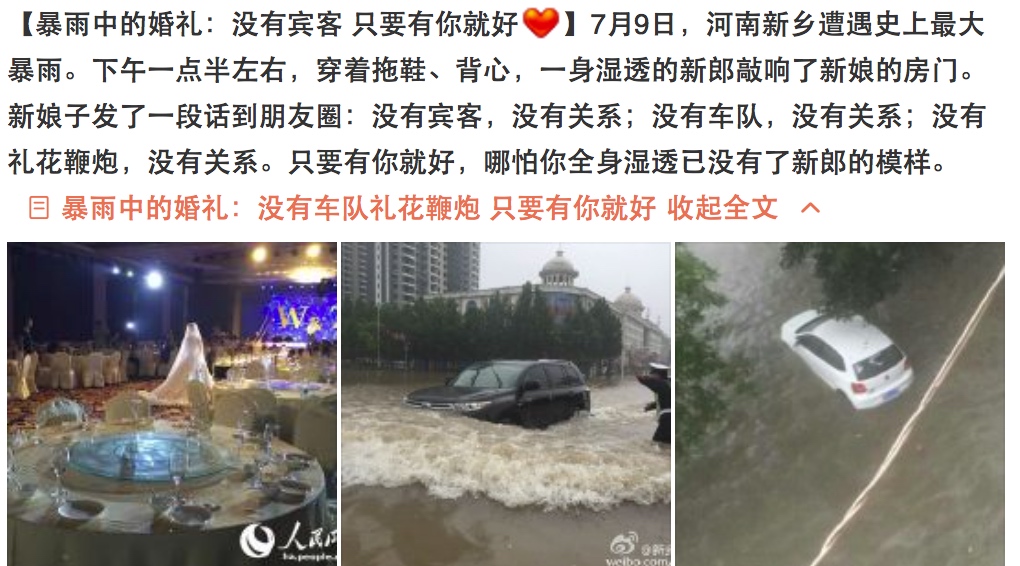 【暴雨中的婚礼：没有宾客 只要有你就好❤️】7月9日，河南新乡遭遇史上最大
暴雨。下午一点半左右，穿着拖鞋、背心，一身湿透的新郎敲响了新娘的房门。
新娘子发了一段话到朋友圈：没有宾客，没有关系；没有车队，没有关系；没有
礼花鞭炮，没有关系。只要有你就好，哪怕你全身湿透已没有了新郎的模样。
暴雨中的婚礼：没有车队礼花鞭炮 只要有你就好 收起全文
W&
人民网
ha.people.
@新
weibo.com